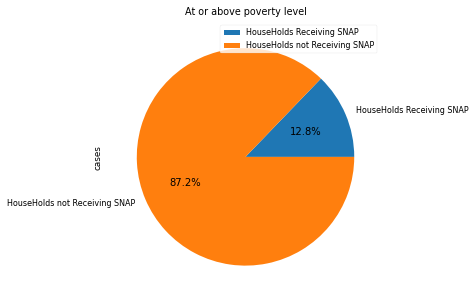 At or above poverty level
HouseHolds Receiving SNAP
HouseHolds not Receiving SNAP
HouseHolds Receiving SNAP
12.8%
cases
87.2%
HouseHolds not Receiving SNAP